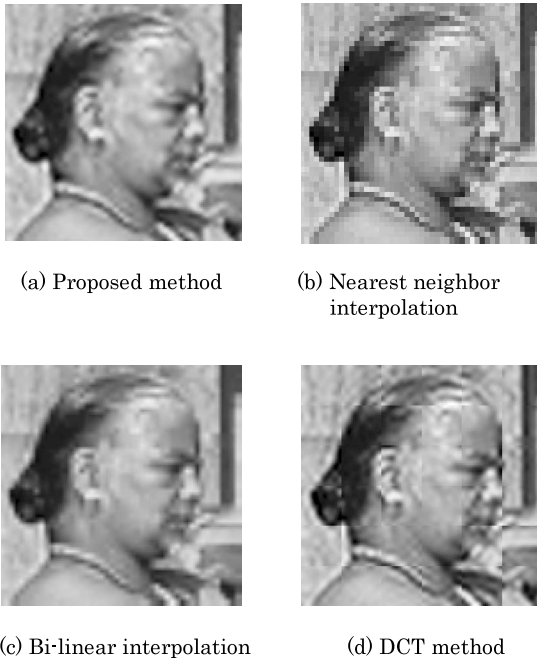 (a) Proposed method
(b) Nearest neighbor
interpolation
(c) Bi-linear interpolation
(d) DCT method